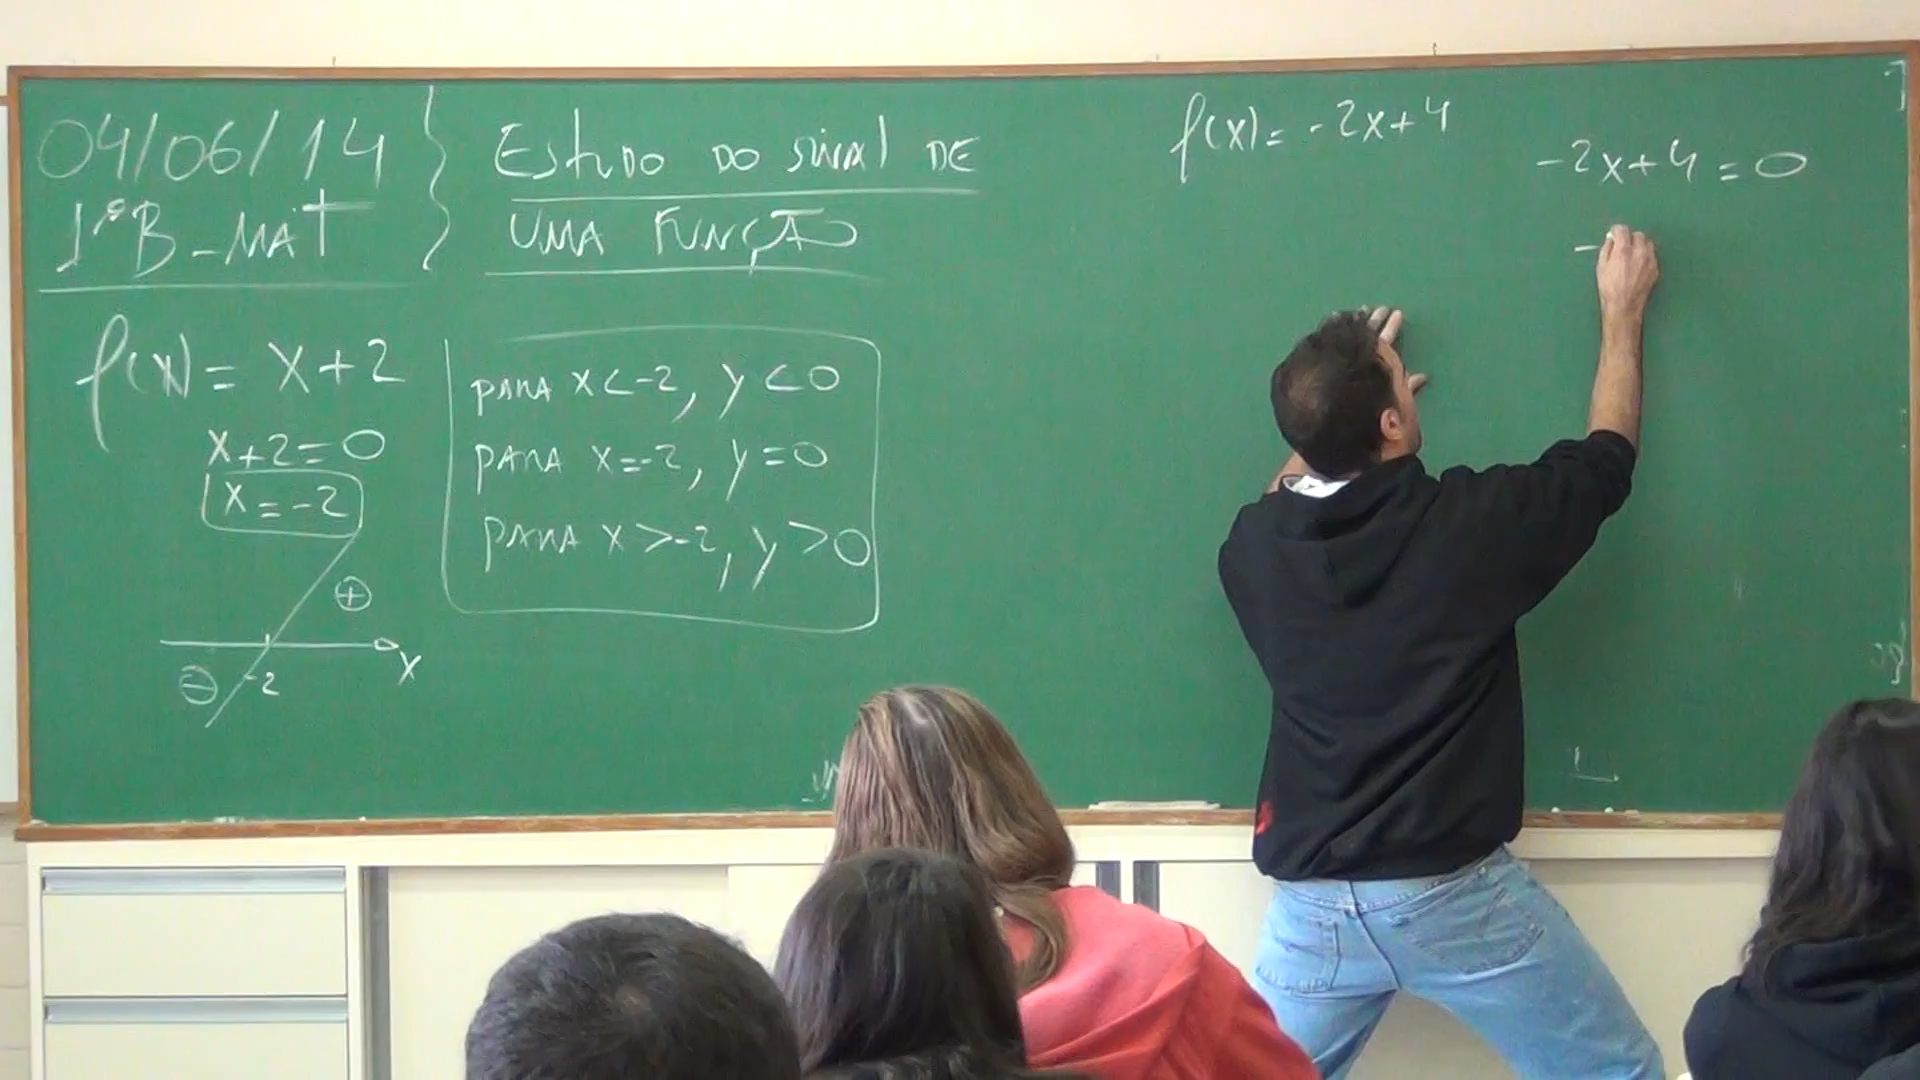 04/06/14
1ºB-MAT
Estudo do sinal de
uma função
f(x) = x+2
x+2=0
x=-2
+
-
-2
x
para x<-2, y<0
para x=-2, y=0
para x>-2, y>0
f(x)= -2x+4
-2x+4=0
-